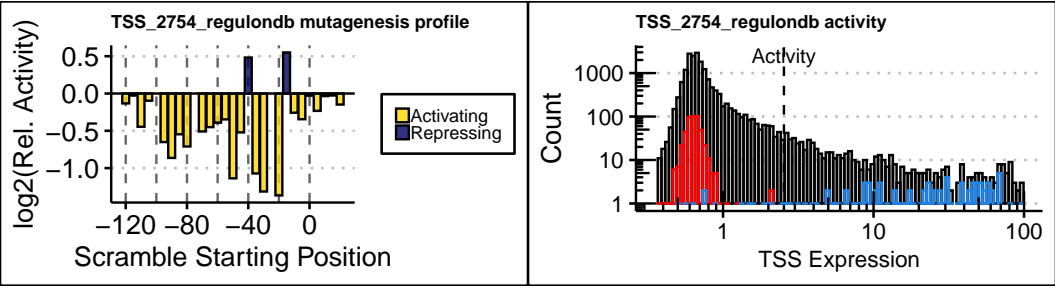 TSS_2754_regulondb mutagenesis profile
log2(Rel. Activity)
0.5
0.0
−0.5
−1.0
−120 −80 −40 0
Scramble Starting Position
Activating
Repressing
TSS_2754_regulondb activity
Activity
Count
1000
100
10
1
1 10 100
TSS Expression